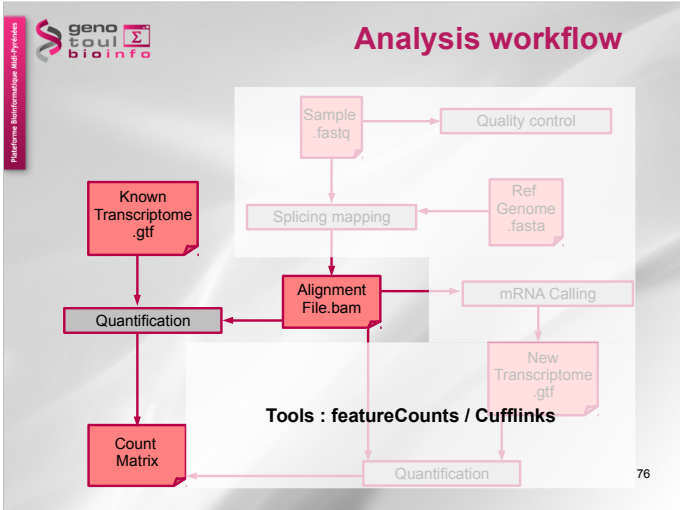 Plateforme Bioinformatique Midi-Pyrénées
geno
toul Σ
bioinfo
Analysis workflow
Sample
.fastq
Quality control
Known
Transcriptome
.gtf
Ref
Genome
.fasta
Splicing mapping
Alignment
File.bam
mRNA Calling
Quantification
New
Transcriptome
.gtf
Tools : featureCounts / Cufflinks
Count
Matrix
Quantification
76